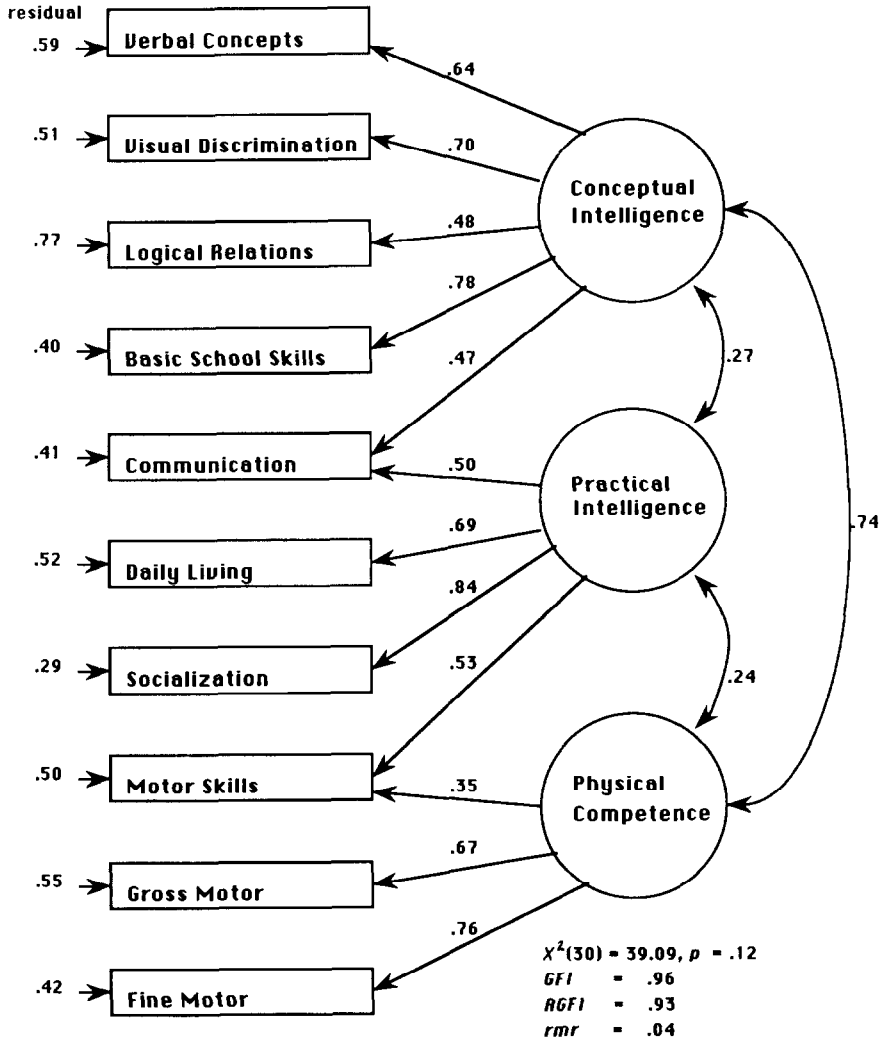 residual
.59
Verbal Concepts
.64
.51
Visual Discrimination
.70
Conceptual
Intelligence
.77
Logical Relations
.48
.78
.40
Basic School Skills
.47
.27
.41
Communication
.50
Practical
Intelligence
.74
.52
Daily Living
.69
.84
.29
Socialization
.53
.24
.50
Motor Skills
.35
Physical
Competence
.67
.55
Gross Motor
.76
.42
Fine Motor
X²(30) = 39.09, p = .12
GFI = .96
AGFI = .93
rmr = .04